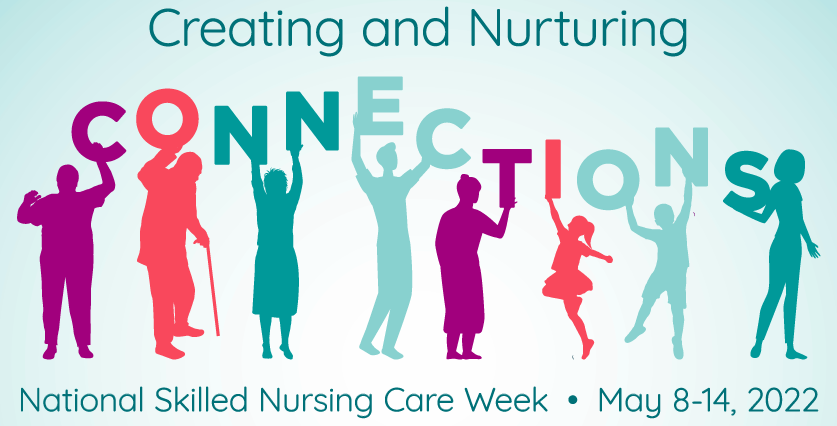 Creating and Nurturing
CONNECTIONS
National Skilled Nursing Care Week • May 8-14, 2022